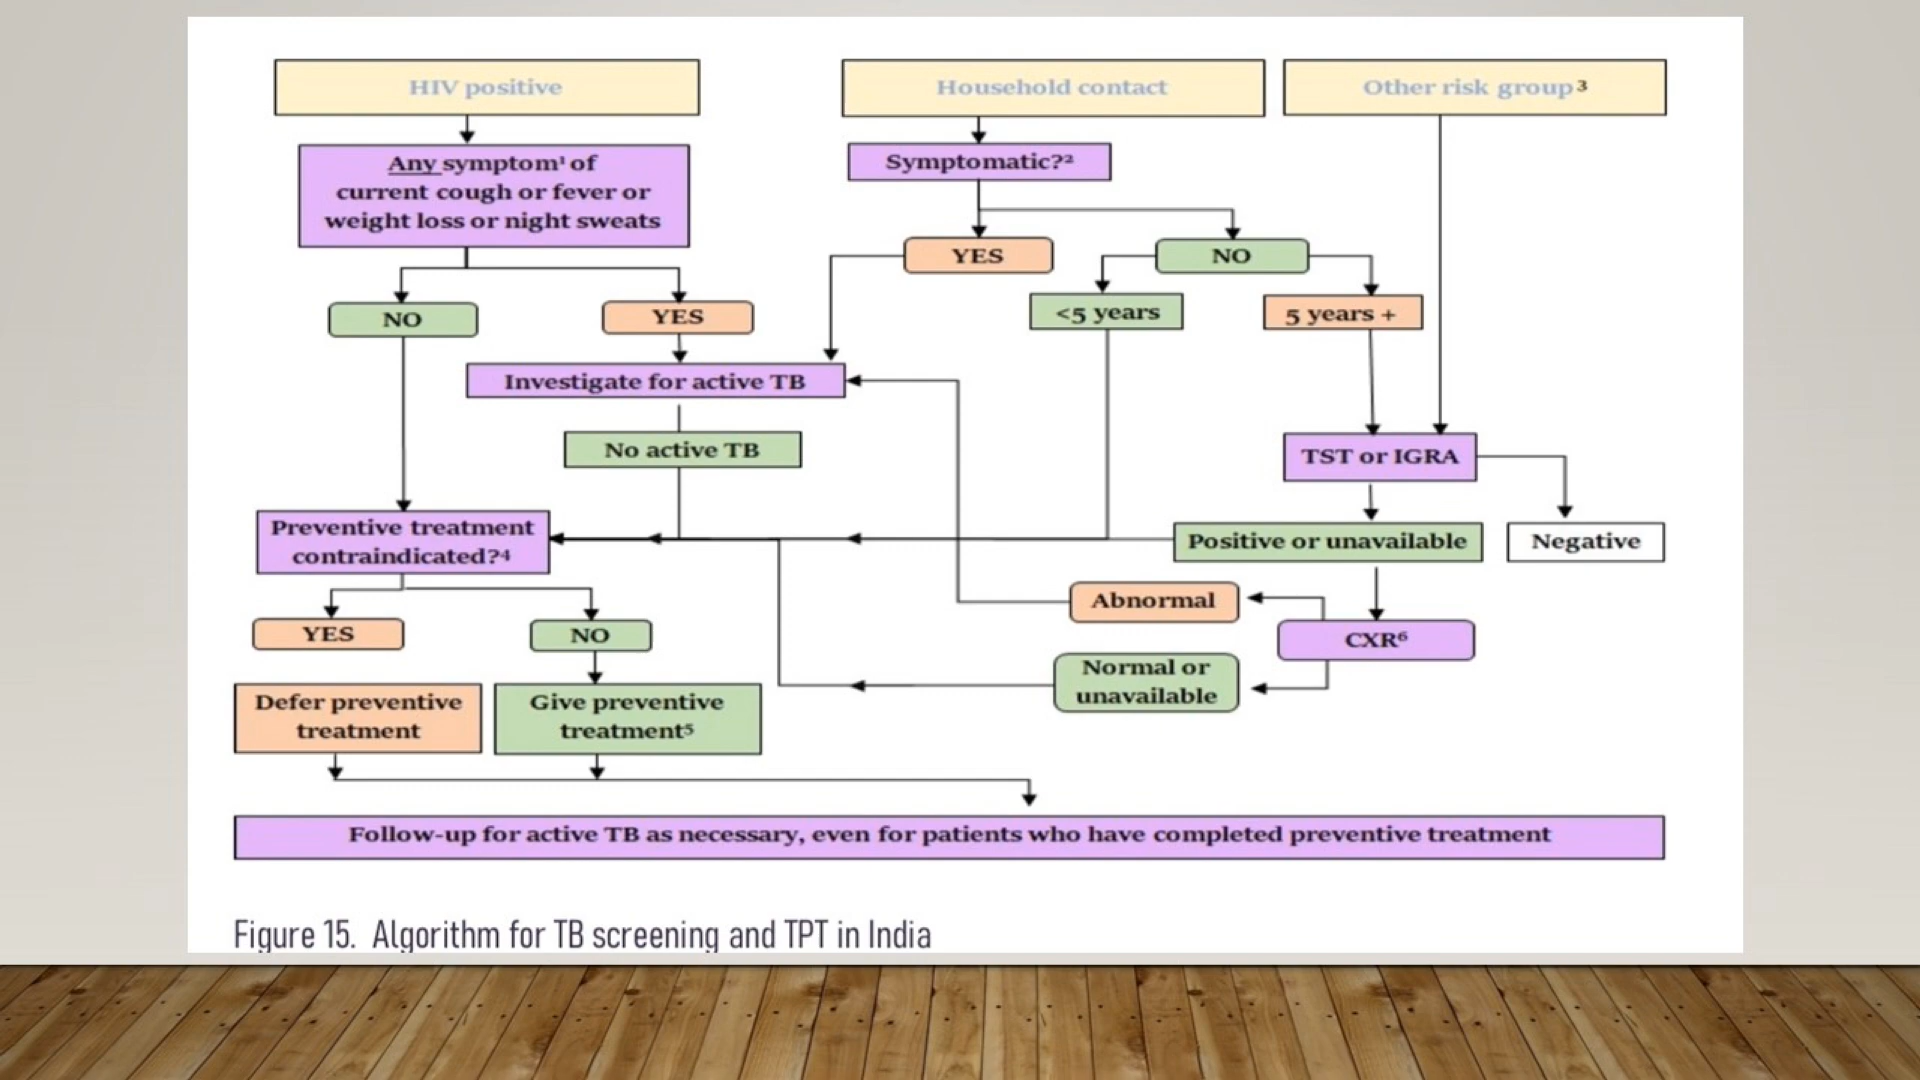 HIV positive
Household contact
Other risk group³
Any symptom¹ of
current cough or fever or
weight loss or night sweats
Symptomatic?²
YES
NO
<5 years
5 years +
NO
YES
Investigate for active TB
No active TB
TST or IGRA
Preventive treatment
contraindicated?⁴
Positive or unavailable
Negative
Abnormal
CXR⁶
YES
NO
Normal or
unavailable
Defer preventive
treatment
Give preventive
treatment⁵
Follow-up for active TB as necessary, even for patients who have completed preventive treatment
Figure 15. Algorithm for TB screening and TPT in India